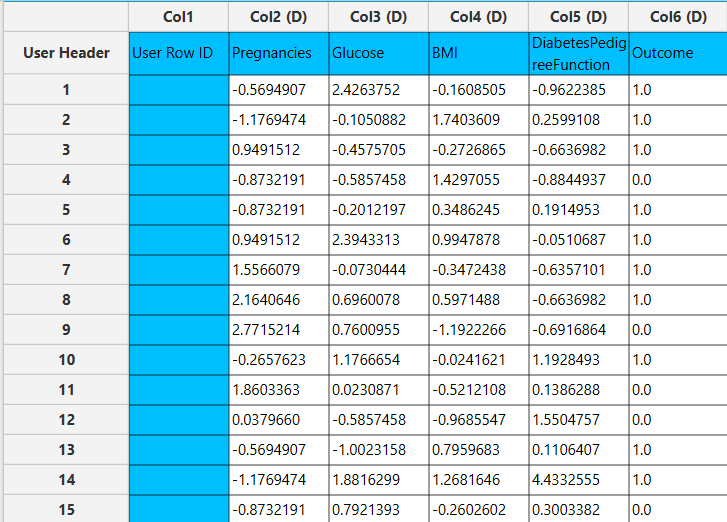 Col1 Col2 (D) Col3 (D) Col4 (D) Col5 (D) Col6 (D)
User Header User Row ID Pregnancies Glucose BMI DiabetesPedig
reeFunction Outcome
1 -0.5694907 2.4263752 -0.1608505 -0.9622385 1.0
2 -1.1769474 -0.1050882 1.7403609 0.2599108 1.0
3 0.9491512 -0.4575705 -0.2726865 -0.6636982 1.0
4 -0.8732191 -0.5857458 1.4297055 -0.8844937 0.0
5 -0.8732191 -0.2012197 0.3486245 0.1914953 1.0
6 0.9491512 2.3943313 0.9947878 -0.0510687 1.0
7 1.5566079 -0.0730444 -0.3472438 -0.6357101 1.0
8 2.1640646 0.6960078 0.5971488 -0.6636982 1.0
9 2.7715214 0.7600955 -1.1922266 -0.6916864 0.0
10 -0.2657623 1.1766654 -0.0241621 1.1928493 1.0
11 1.8603363 0.0230871 -0.5212108 0.1386288 0.0
12 0.0379660 -0.5857458 -0.9685547 1.5504757 0.0
13 -0.5694907 -1.0023158 0.7959683 0.1106407 1.0
14 -1.1769474 1.8816299 1.2681646 4.4332555 1.0
15 -0.8732191 0.7921393 -0.2602602 0.3003382 0.0